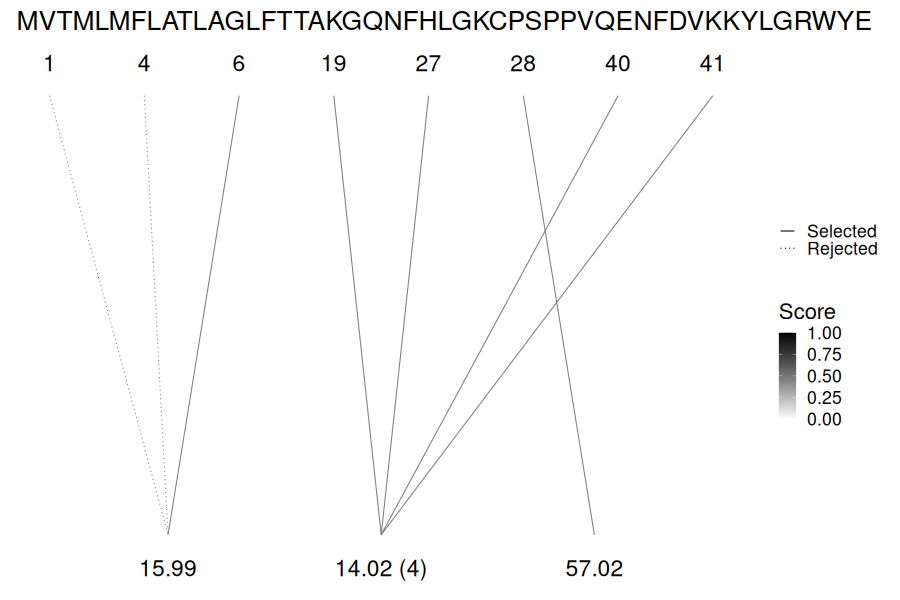 MVTMLMFLATLAGLFTTAKGQNFHLGKCPSPPVQENFDVKKYLGRWYE
1 4 6 19 27 28 40 41
Selected
Rejected
Score
1.00
0.75
0.50
0.25
0.00
15.99 14.02 (4) 57.02